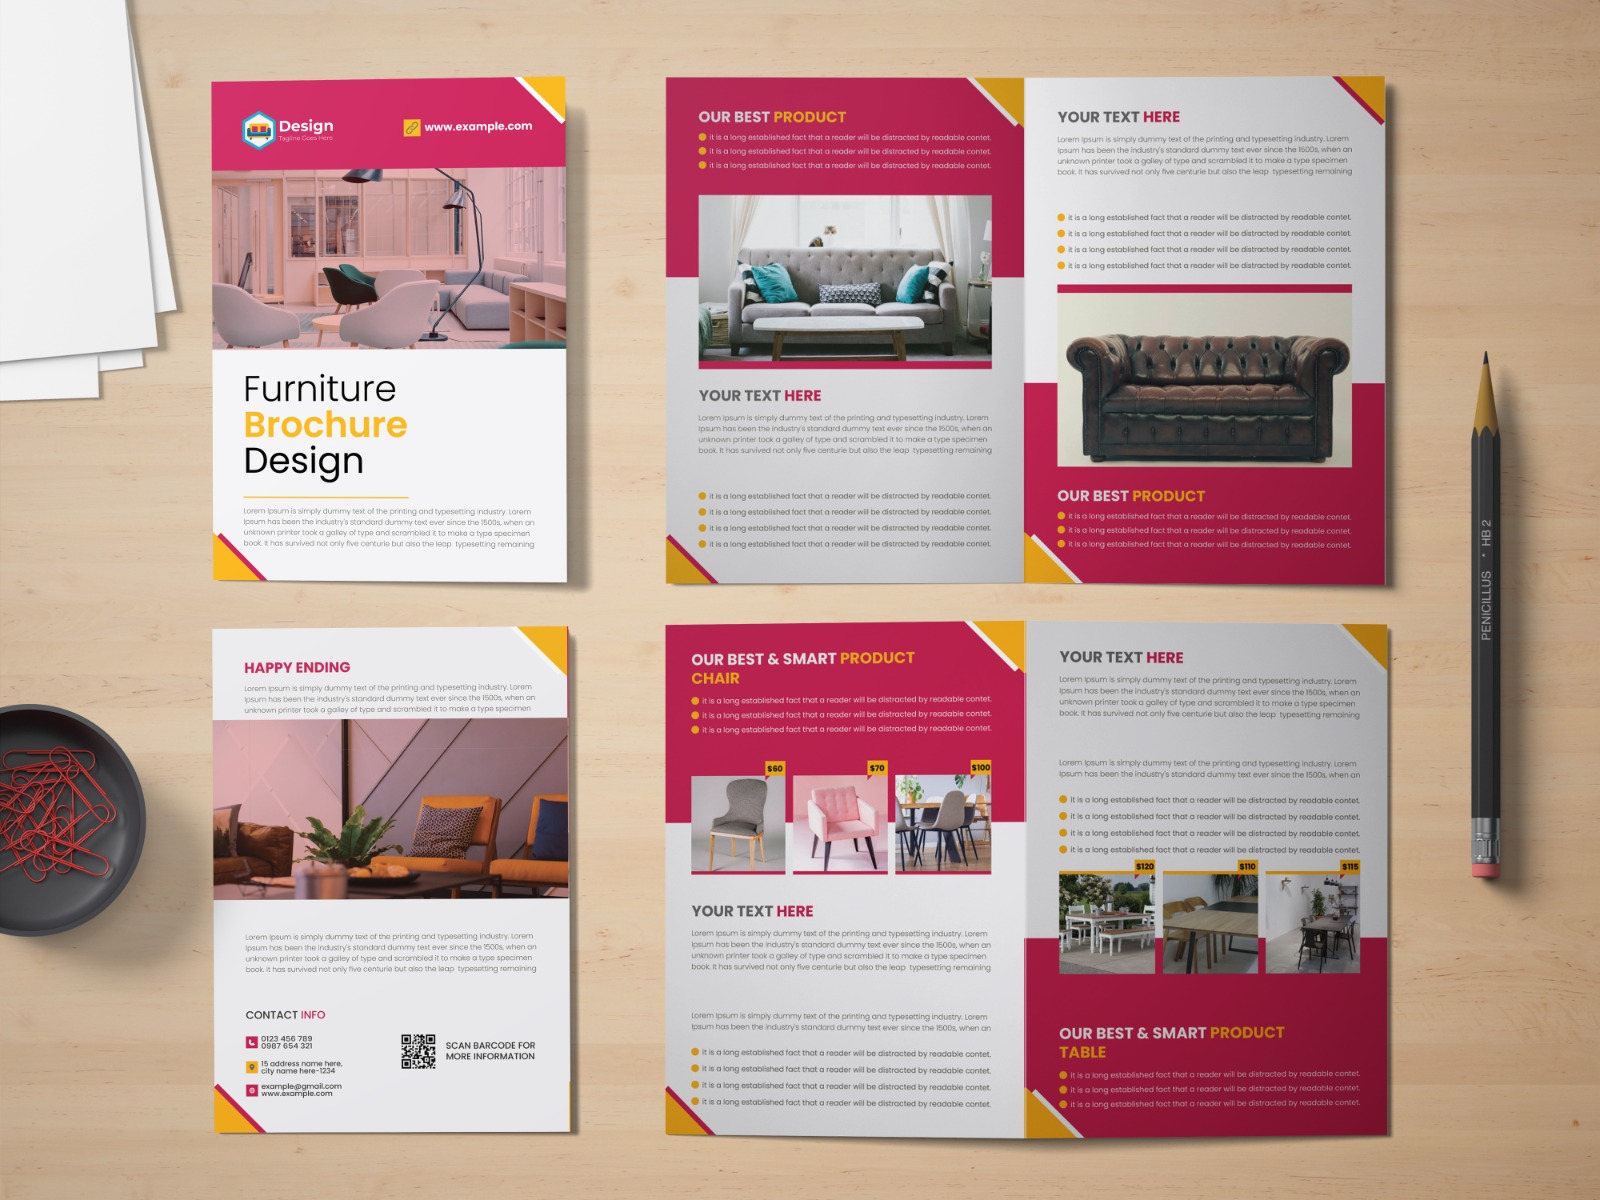 Design
Tagline Goes Here
www.example.com
Furniture
Brochure
Design
Lorem Ipsum is simply dummy text of the printing and typesetting industry. Lorem
Ipsum has been the industry's standard dummy text ever since the 1500s, when an
unknown printer took a galley of type and scrambled it to make a type specimen
book. It has survived not only five centurie but also the leap typesetting remaining
OUR BEST PRODUCT
it is a long established fact that a reader will be distracted by readable contet.
it is a long established fact that a reader will be distracted by readable contet.
it is a long established fact that a reader will be distracted by readable contet.
YOUR TEXT HERE
Lorem Ipsum is simply dummy text of the printing and typesetting industry. Lorem
Ipsum has been the industry's standard dummy text ever since the 1500s, when an
unknown printer took a galley of type and scrambled it to make a type specimen
book. It has survived not only five centurie but also the leap typesetting remaining
it is a long established fact that a reader will be distracted by readable contet.
it is a long established fact that a reader will be distracted by readable contet.
it is a long established fact that a reader will be distracted by readable contet.
it is a long established fact that a reader will be distracted by readable contet.
YOUR TEXT HERE
Lorem Ipsum is simply dummy text of the printing and typesetting industry. Lorem
Ipsum has been the industry's standard dummy text ever since the 1500s, when an
unknown printer took a galley of type and scrambled it to make a type specimen
book. It has survived not only five centurie but also the leap typesetting remaining
it is a long established fact that a reader will be distracted by readable contet.
it is a long established fact that a reader will be distracted by readable contet.
it is a long established fact that a reader will be distracted by readable contet.
it is a long established fact that a reader will be distracted by readable contet.
OUR BEST PRODUCT
it is a long established fact that a reader will be distracted by readable contet.
it is a long established fact that a reader will be distracted by readable contet.
it is a long established fact that a reader will be distracted by readable contet.
PENICILLUS * HB 2
HAPPY ENDING
Lorem Ipsum is simply dummy text of the printing and typesetting industry. Lorem
Ipsum has been the industry's standard dummy text ever since the 1500s, when an
unknown printer took a galley of type and scrambled it to make a type specimen
Lorem Ipsum is simply dummy text of the printing and typesetting industry. Lorem
Ipsum has been the industry's standard dummy text ever since the 1500s, when an
unknown printer took a galley of type and scrambled it to make a type specimen
book. It has survived not only five centurie but also the leap typesetting remaining
CONTACT INFO
0123 456 789
0987 654 321
15 address name here,
city name here-1234
example@gmail.com
www.example.com
SCAN BARCODE FOR
MORE INFORMATION
OUR BEST & SMART PRODUCT
CHAIR
it is a long established fact that a reader will be distracted by readable contet.
it is a long established fact that a reader will be distracted by readable contet.
it is a long established fact that a reader will be distracted by readable contet.
$60
$70
$100
YOUR TEXT HERE
Lorem Ipsum is simply dummy text of the printing and typesetting industry. Lorem
Ipsum has been the industry's standard dummy text ever since the 1500s, when an
unknown printer took a galley of type and scrambled it to make a type specimen
book. It has survived not only five centurie but also the leap typesetting remaining
Lorem Ipsum is simply dummy text of the printing and typesetting industry. Lorem
Ipsum has been the industry's standard dummy text ever since the 1500s, when an
it is a long established fact that a reader will be distracted by readable contet.
it is a long established fact that a reader will be distracted by readable contet.
it is a long established fact that a reader will be distracted by readable contet.
it is a long established fact that a reader will be distracted by readable contet.
YOUR TEXT HERE
Lorem Ipsum is simply dummy text of the printing and typesetting industry. Lorem
Ipsum has been the industry's standard dummy text ever since the 1500s, when an
unknown printer took a galley of type and scrambled it to make a type specimen
book. It has survived not only five centurie but also the leap typesetting remaining
Lorem Ipsum is simply dummy text of the printing and typesetting industry. Lorem
Ipsum has been the industry's standard dummy text ever since the 1500s, when an
it is a long established fact that a reader will be distracted by readable contet.
it is a long established fact that a reader will be distracted by readable contet.
it is a long established fact that a reader will be distracted by readable contet.
it is a long established fact that a reader will be distracted by readable contet.
$120
$110
$115
OUR BEST & SMART PRODUCT
TABLE
it is a long established fact that a reader will be distracted by readable contet.
it is a long established fact that a reader will be distracted by readable contet.
it is a long established fact that a reader will be distracted by readable contet.